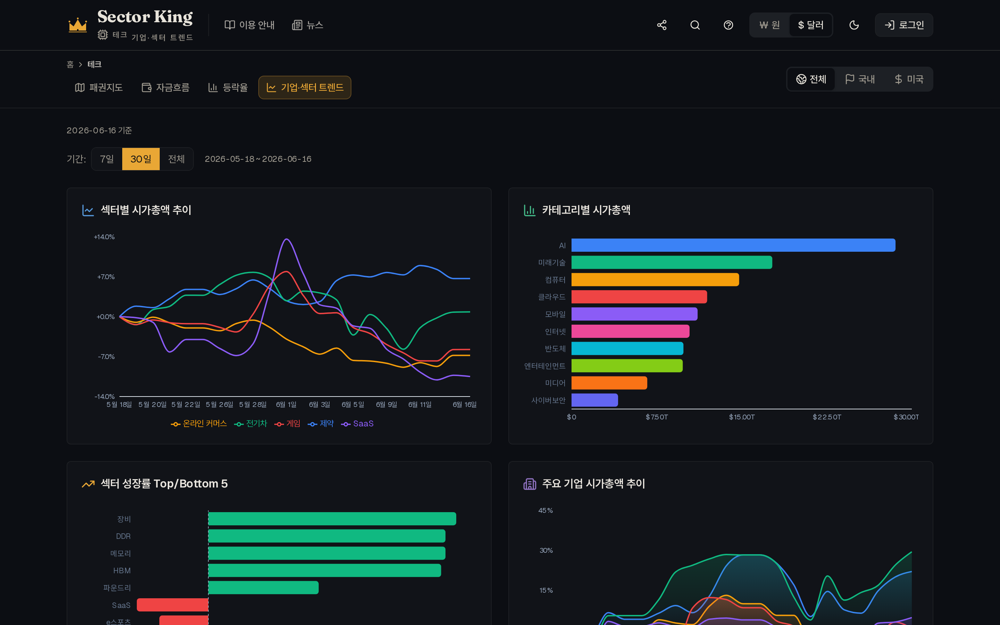 Sector King
테크 기업·섹터 트렌드
이용 안내
뉴스
₩ 원
$ 달러
로그인
홈 > 테크
패권지도
자금흐름
등락율
기업·섹터 트렌드
전체
국내
미국
2026-06-16 기준
기간:
7일
30일
전체
2026-05-18 ~ 2026-06-16
섹터별 시가총액 추이
+14.0%
+7.0%
+0.0%
-7.0%
-14.0%
5월 18일 5월 20일 5월 22일 5월 26일 5월 28일 6월 1일 6월 3일 6월 5일 6월 9일 6월 11일 6월 16일
온라인 커머스 전기차 게임 제약 SaaS
카테고리별 시가총액
AI
미래기술
컴퓨터
클라우드
모바일
인터넷
반도체
엔터테인먼트
미디어
사이버보안
$0 $7.50T $15.00T $22.50T $30.00T
섹터 성장률 Top/Bottom 5
장비
DDR
메모리
HBM
파운드리
SaaS
e스포츠
주요 기업 시가총액 추이
45%
30%
15%